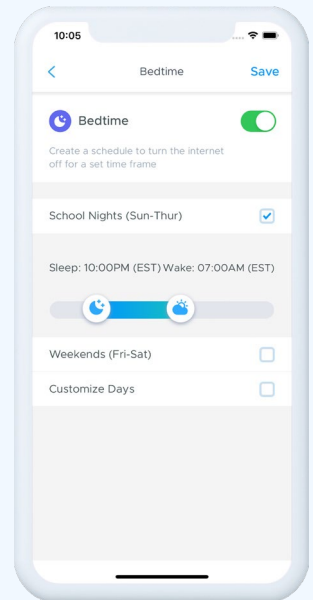 10:05
Bedtime
Save
Bedtime
Create a schedule to turn the internet
off for a set time frame
School Nights (Sun-Thur)
Sleep: 10:00PM (EST) Wake: 07:00AM (EST)
Weekends (Fri-Sat)
Customize Days